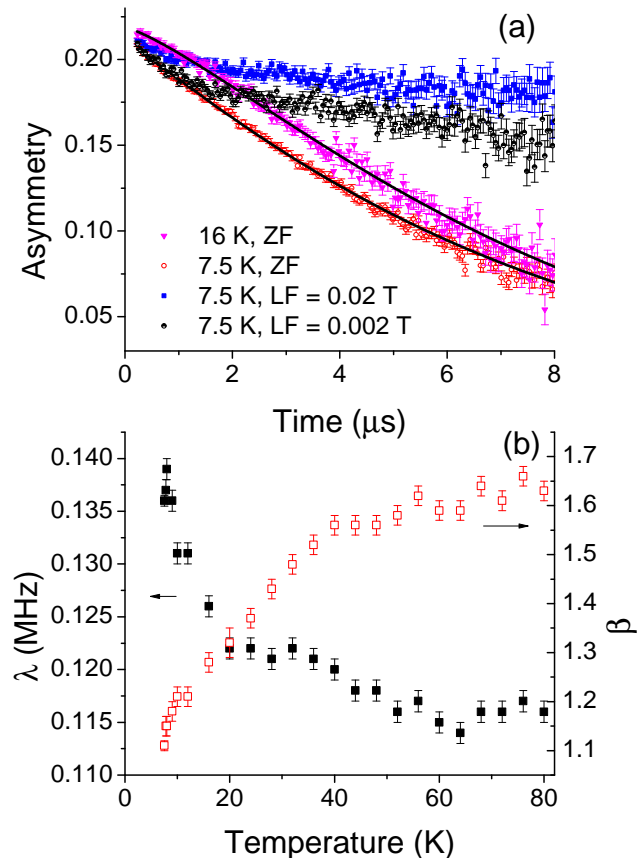 (a)
0.20
0.15
0.10
0.05
Asymmetry
16 K, ZF
7.5 K, ZF
7.5 K, LF = 0.02 T
7.5 K, LF = 0.002 T
0 2 4 6 8
Time (μs)
(b)
0.140
0.135
0.130
0.125
0.120
0.115
0.110
λ (MHz)
1.7
1.6
1.5
1.4
1.3
1.2
1.1
β
0 20 40 60 80
Temperature (K)